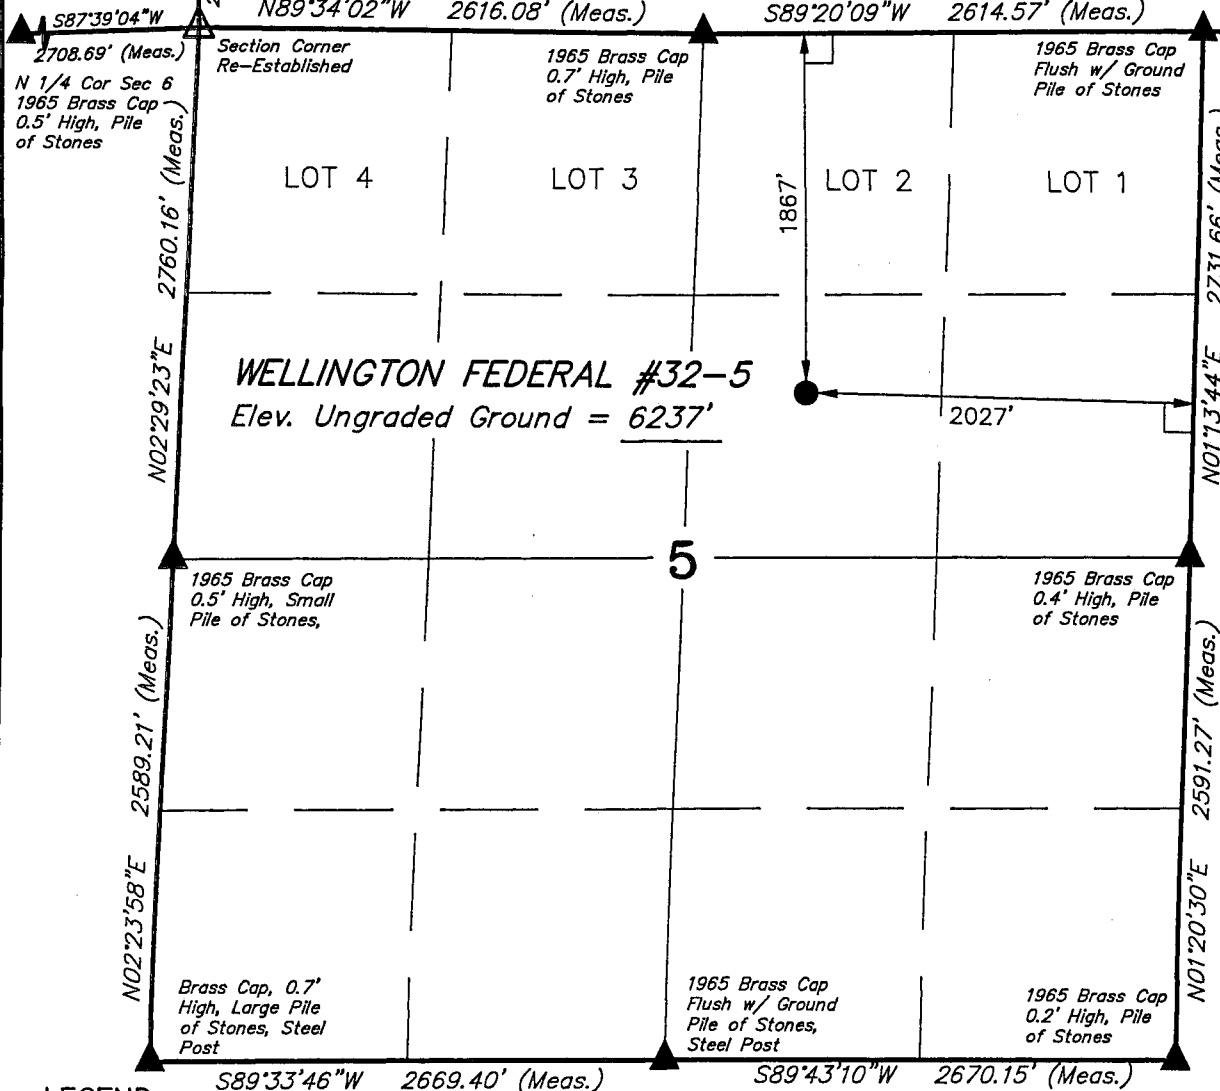 S87°39'04"W
N89°34'02"W 2616.08' (Meas.)
S89°20'09"W 2614.57' (Meas.)
2708.69' (Meas.)
N 1/4 Cor Sec 6
1965 Brass Cap
0.5' High, Pile
of Stones
Section Corner
Re-Established
1965 Brass Cap
0.7' High, Pile
of Stones
1965 Brass Cap
Flush w/ Ground
Pile of Stones
LOT 4
LOT 3
LOT 2
LOT 1
1867'
N02°29'23"E 2760.16' (Meas.)
N01°13'44"E 2731.66' (Meas.)
WELLINGTON FEDERAL #32-5
Elev. Ungraded Ground = 6237'
2027'
5
1965 Brass Cap
0.5' High, Small
Pile of Stones,
1965 Brass Cap
0.4' High, Pile
of Stones
N02°23'58"E 2589.21' (Meas.)
N01°20'30"E 2591.27' (Meas.)
Brass Cap, 0.7'
High, Large Pile
of Stones, Steel
Post
1965 Brass Cap
Flush w/ Ground
Pile of Stones,
Steel Post
1965 Brass Cap
0.2' High, Pile
of Stones
S89°33'46"W 2669.40' (Meas.)
S89°43'10"W 2670.15' (Meas.)
LEGEND